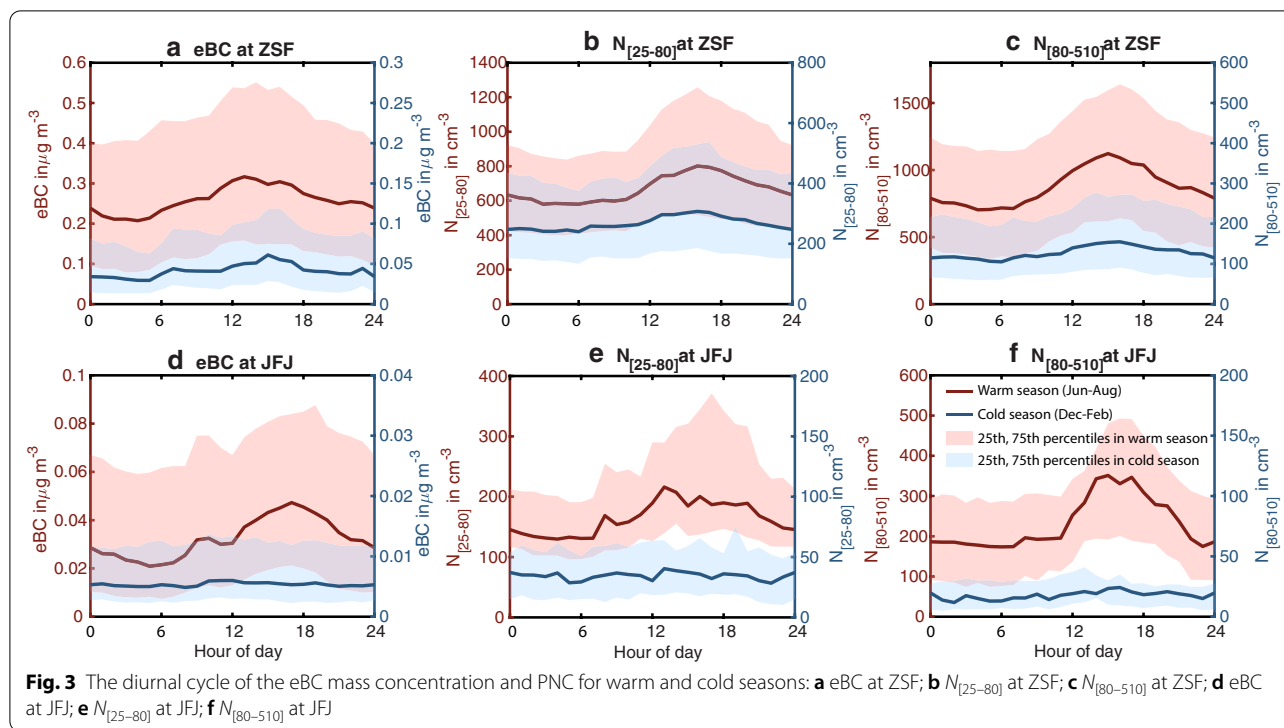 a eBC at ZSF
0.6
0.5
0.4
0.3
0.2
0.1
0
eBC in μg m-3
0.3
0.25
0.2
0.15
0.1
0.05
0
eBC in μg m-3
0 6 12 18 24
b N[25-80] at ZSF
1400
1200
1000
800
600
400
200
0
N[25-80] in cm-3
800
600
400
200
0
N[25-80] in cm-3
0 6 12 18 24
c N[80-510] at ZSF
1500
1000
500
0
N[80-510] in cm-3
600
500
400
300
200
100
0
N[80-510] in cm-3
0 6 12 18 24
d eBC at JFJ
0.1
0.08
0.06
0.04
0.02
0
eBC in μg m-3
0.04
0.03
0.02
0.01
0
eBC in μg m-3
0 6 12 18 24
Hour of day
e N[25-80] at JFJ
400
300
200
100
0
N[25-80] in cm-3
200
150
100
50
0
N[25-80] in cm-3
0 6 12 18 24
Hour of day
f N[80-510] at JFJ
600
500
400
300
200
100
0
N[80-510] in cm-3
200
150
100
50
0
N[80-510] in cm-3
Warm season (Jun-Aug)
Cold season (Dec-Feb)
25th, 75th percentiles in warm season
25th, 75th percentiles in cold season
0 6 12 18 24
Hour of day
Fig. 3 The diurnal cycle of the eBC mass concentration and PNC for warm and cold seasons: a eBC at ZSF; b N[25–80] at ZSF; c N[80–510] at ZSF; d eBC
at JFJ; e N[25–80] at JFJ; f N[80–510] at JFJ